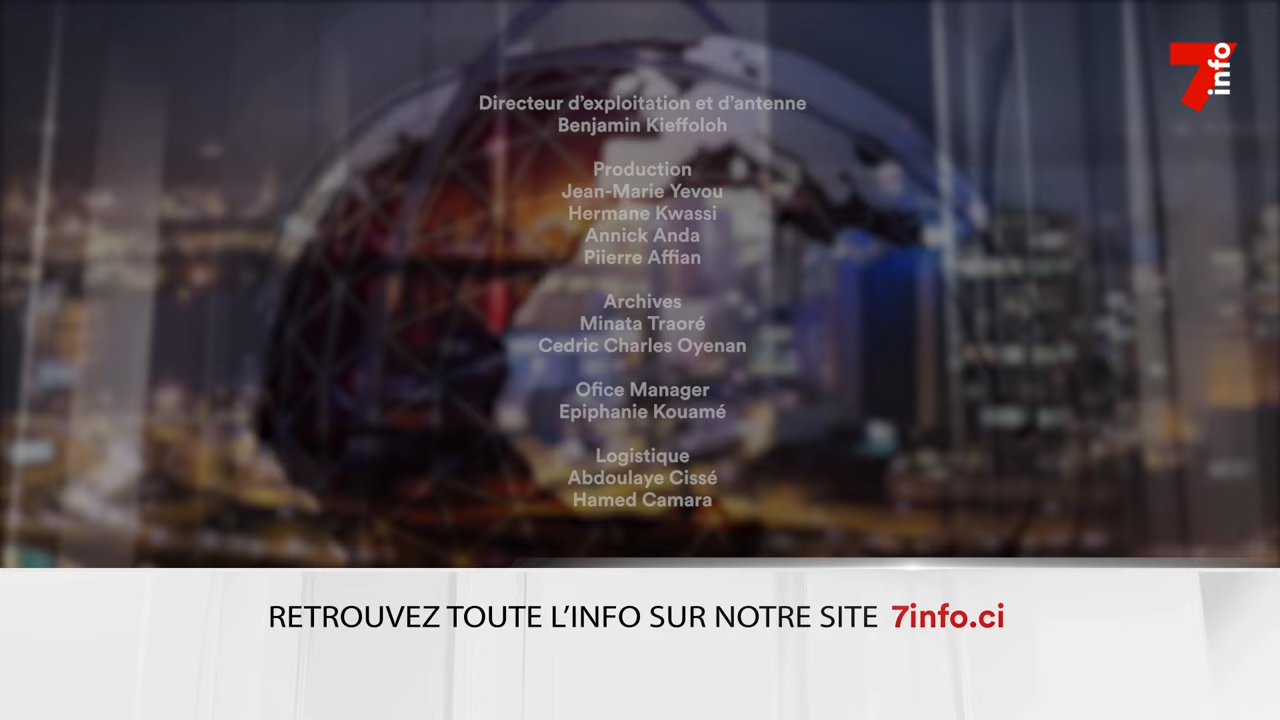 7info
Directeur d’exploitation et d’antenne
Benjamin Kieffoloh
Production
Jean-Marie Yevou
Hermane Kwassi
Annick Anda
Piierre Affian
Archives
Minata Traoré
Cedric Charles Oyenan
Ofice Manager
Epiphanie Kouamé
Logistique
Abdoulaye Cissé
Hamed Camara
RETROUVEZ TOUTE L’INFO SUR NOTRE SITE 7info.ci